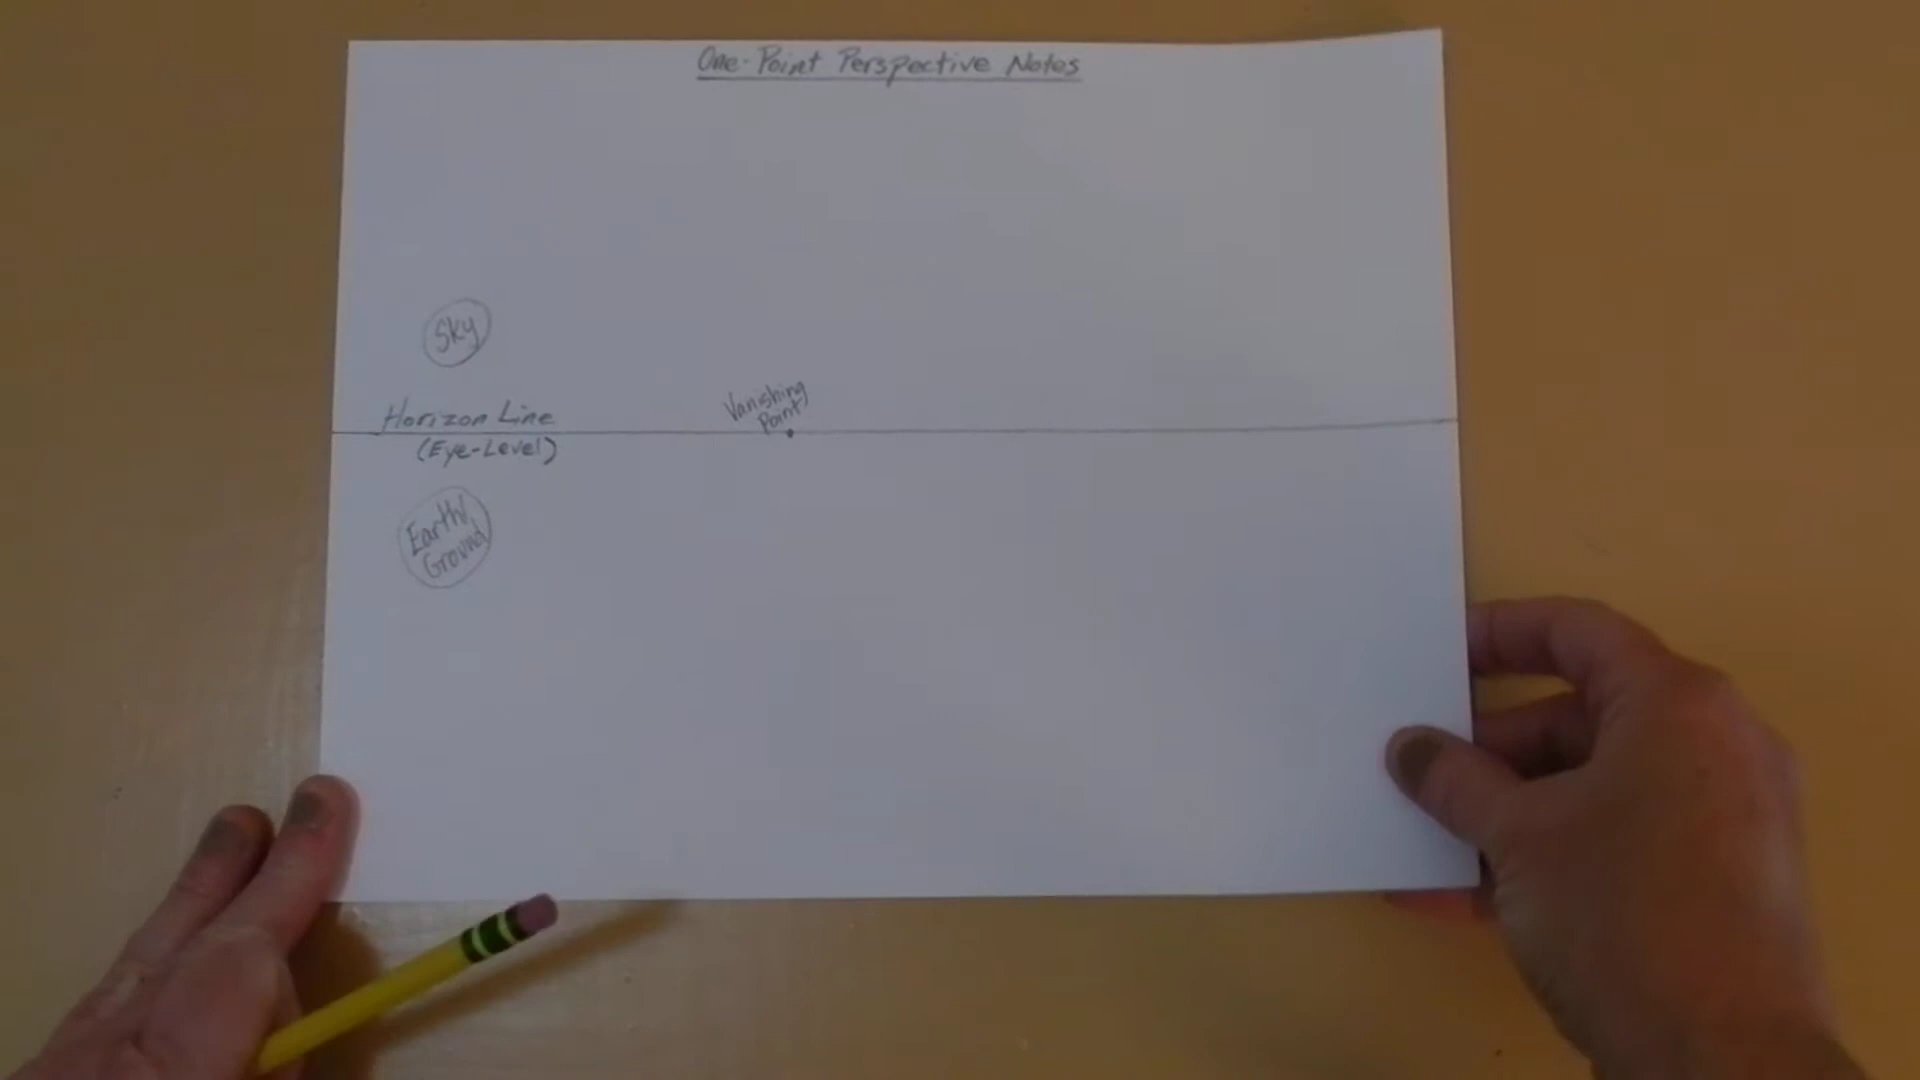 One-Point Perspective Notes
Sky
Vanishing
Point
Horizon Line
(Eye-Level)
Earth/
Ground